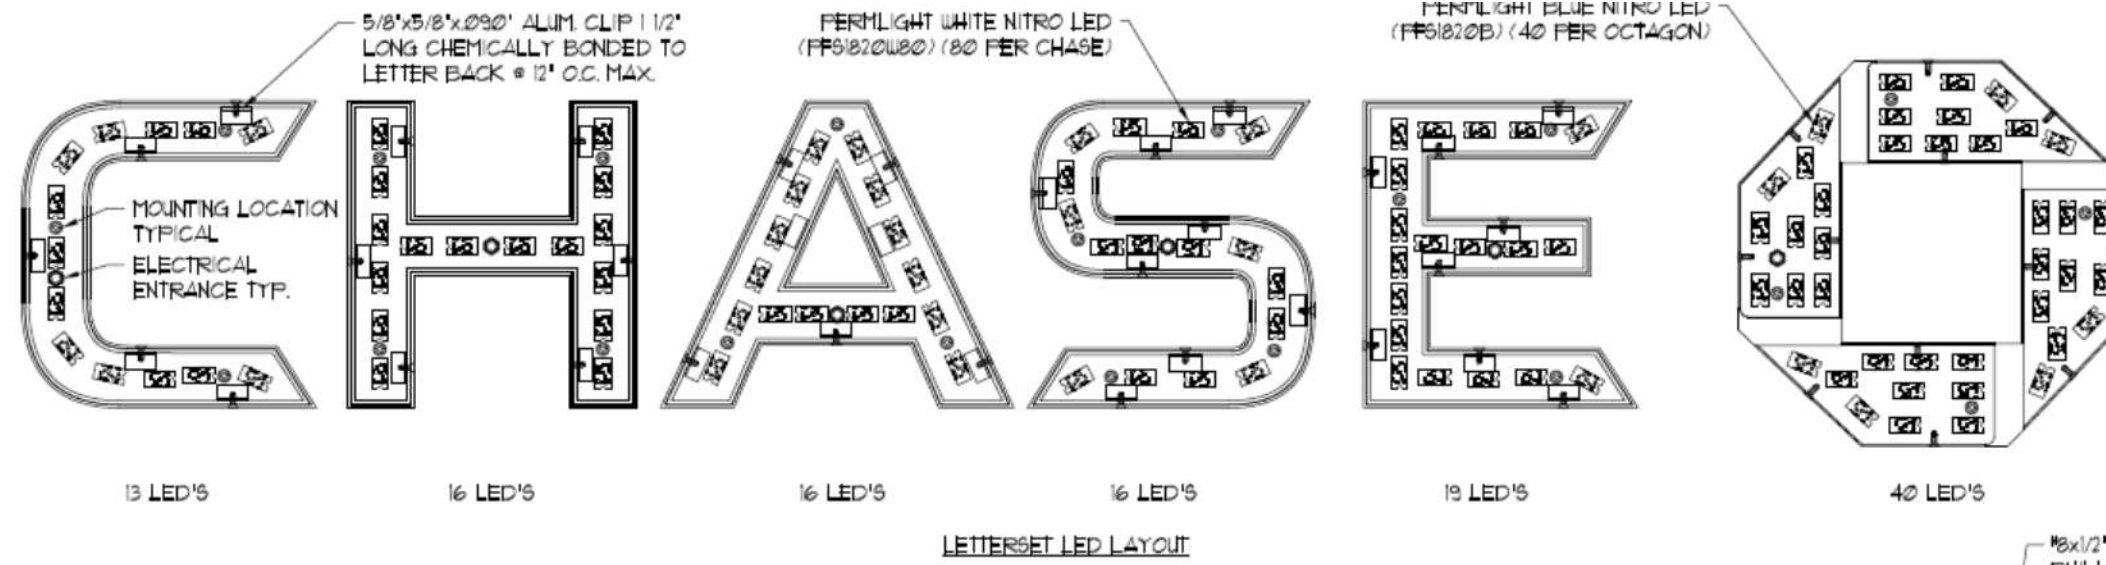 5/8"x5/8"x.090" ALUM. CLIP 1 1/2"
LONG CHEMICALLY BONDED TO
LETTER BACK @ 12" O.C. MAX.
PERMLIGHT WHITE NITRO LED
(PFS1820W80) (80 PER CHASE)
PERMLIGHT BLUE NITRO LED
(PFS1820B) (40 PER OCTAGON)
MOUNTING LOCATION
TYPICAL
ELECTRICAL
ENTRANCE TYP.
CHASE
13 LED'S
16 LED'S
16 LED'S
16 LED'S
19 LED'S
40 LED'S
LETTERSET LED LAYOUT
#8x1/2"